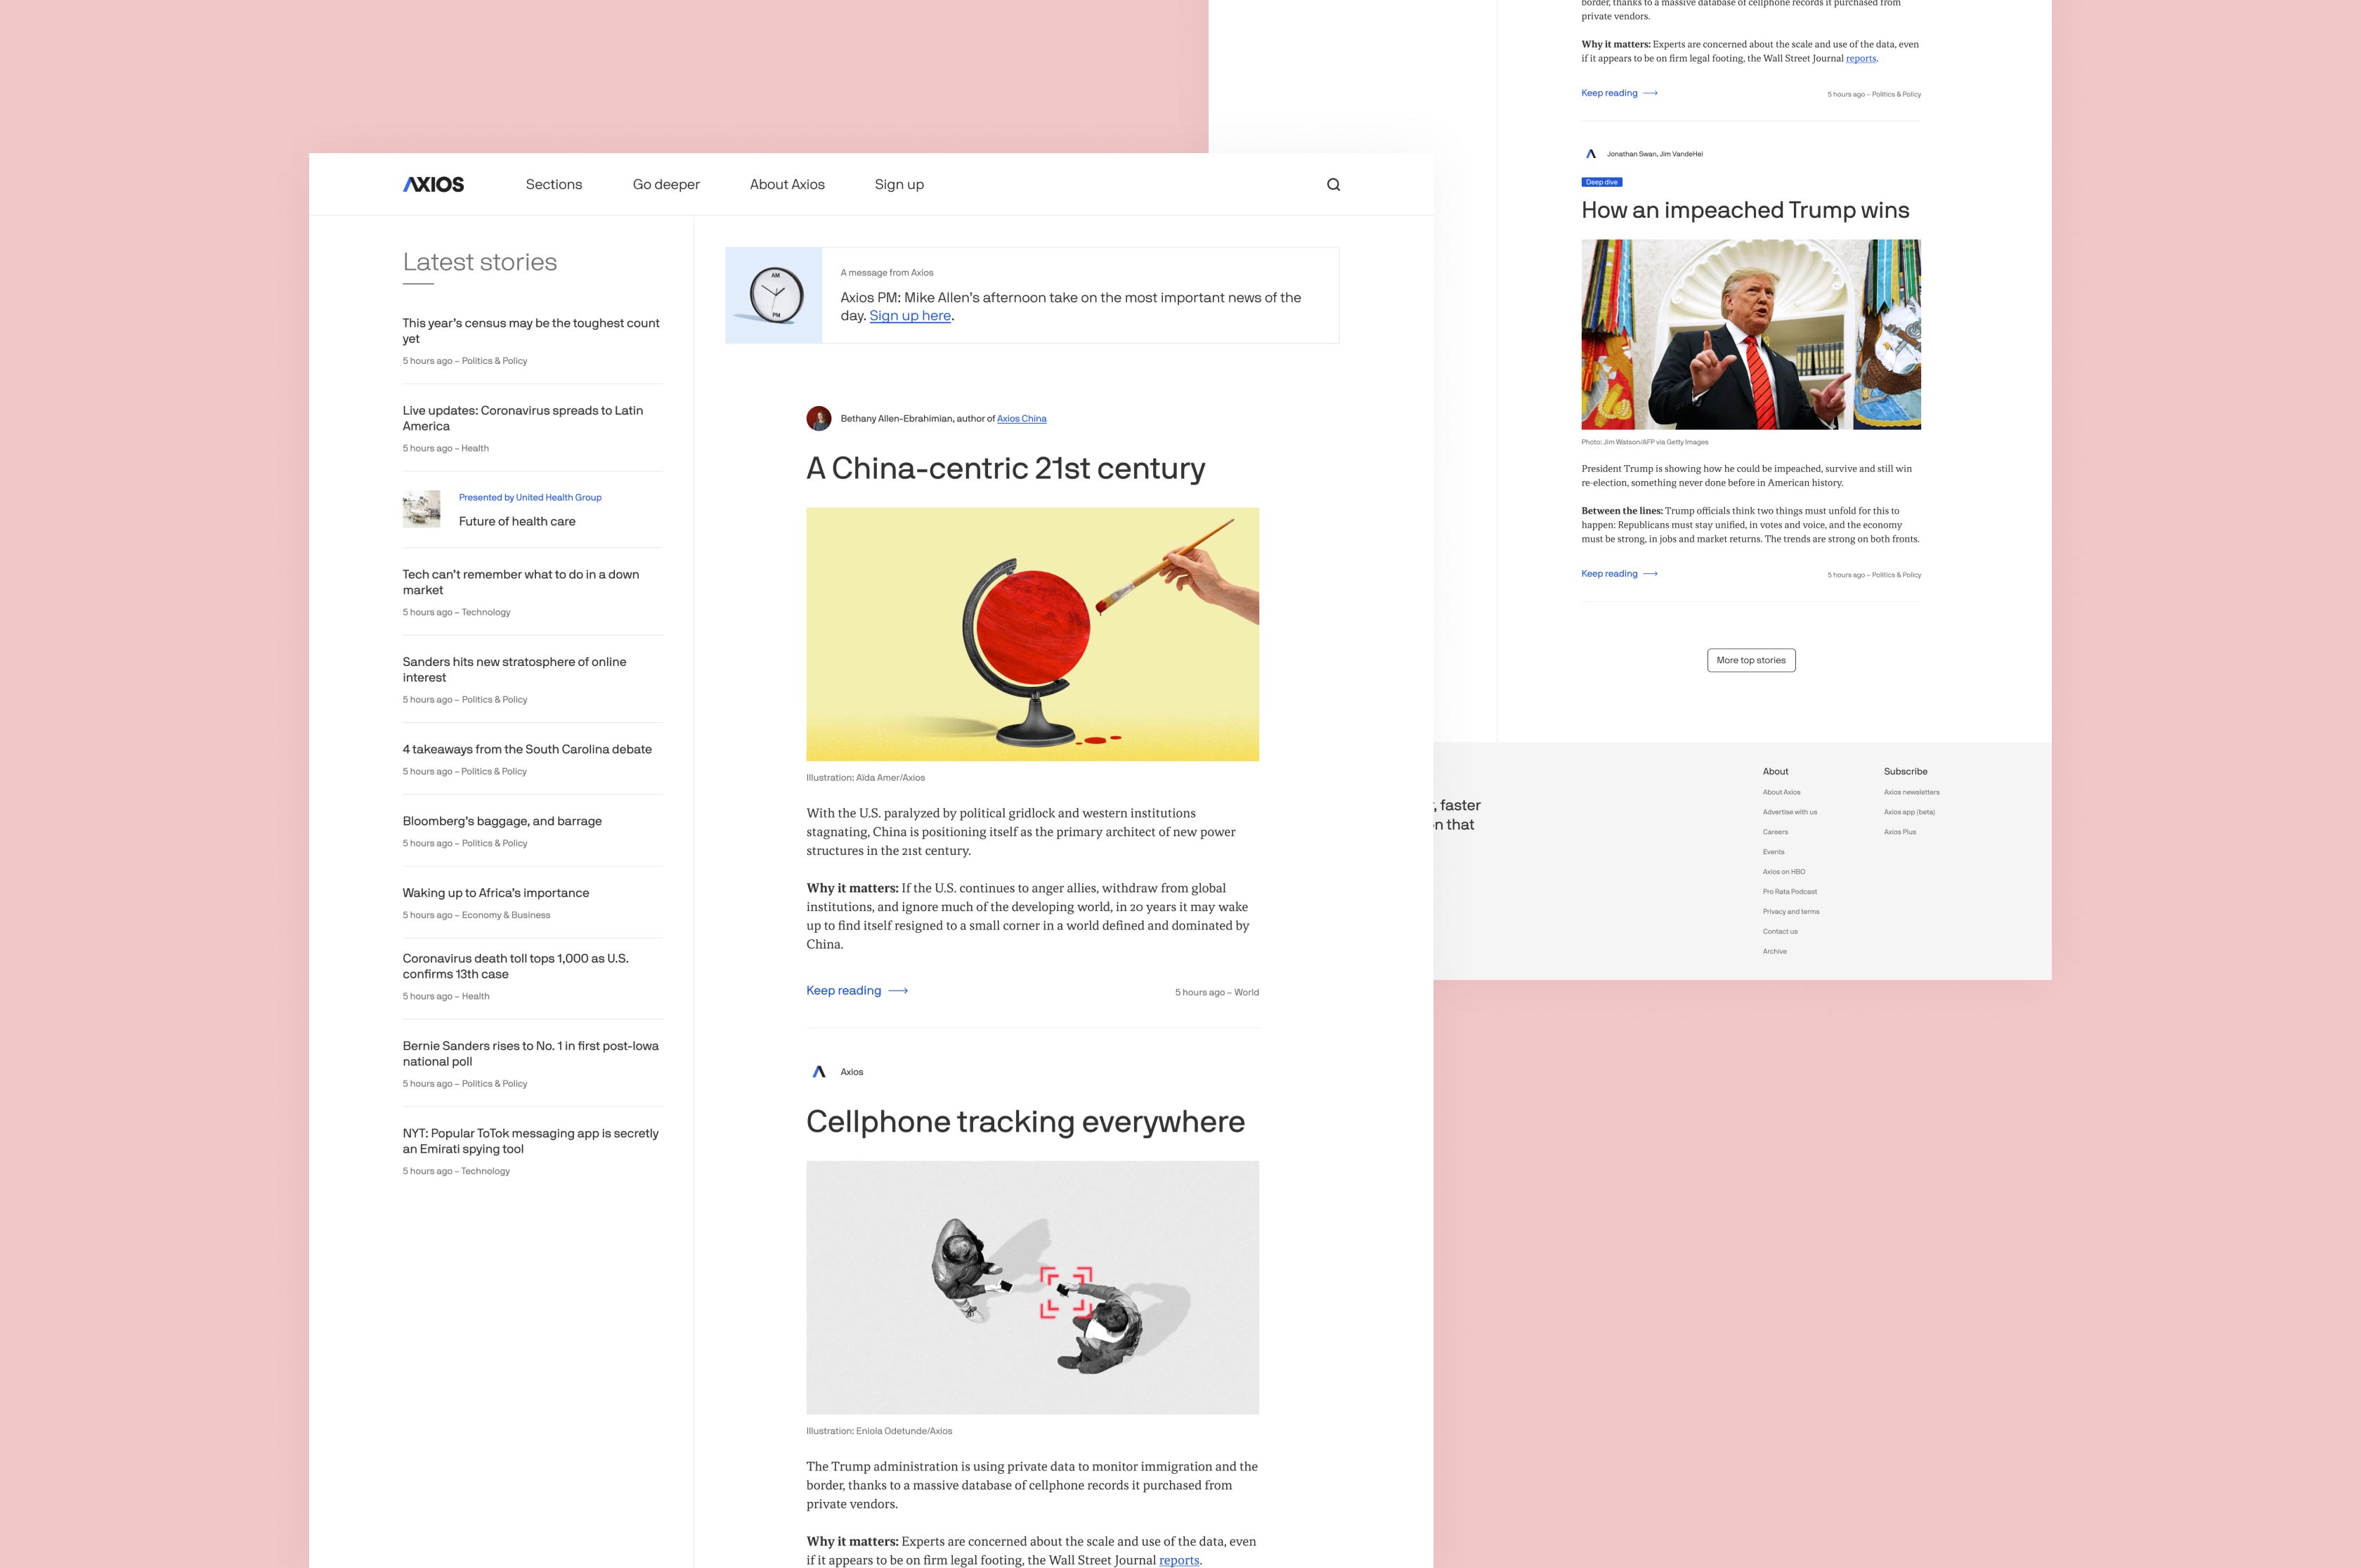 AXIOS
Sections
Go deeper
About Axios
Sign up
Latest stories
This year's census may be the toughest count
yet
5 hours ago – Politics & Policy
Live updates: Coronavirus spreads to Latin
America
5 hours ago – Health
Presented by United Health Group
Future of health care
Tech can't remember what to do in a down
market
5 hours ago – Technology
Sanders hits new stratosphere of online
interest
5 hours ago – Politics & Policy
4 takeaways from the South Carolina debate
5 hours ago – Politics & Policy
Bloomberg's baggage, and barrage
5 hours ago – Politics & Policy
Waking up to Africa's importance
5 hours ago – Economy & Business
Coronavirus death toll tops 1,000 as U.S.
confirms 13th case
5 hours ago – Health
Bernie Sanders rises to No. 1 in first post-Iowa
national poll
5 hours ago – Politics & Policy
NYT: Popular ToTok messaging app is secretly
an Emirati spying tool
5 hours ago – Technology
AM
PM
A message from Axios
Axios PM: Mike Allen's afternoon take on the most important news of the
day. Sign up here.
Bethany Allen-Ebrahimian, author of Axios China
A China-centric 21st century
Illustration: Aïda Amer/Axios
With the U.S. paralyzed by political gridlock and western institutions
stagnating, China is positioning itself as the primary architect of new power
structures in the 21st century.
Why it matters: If the U.S. continues to anger allies, withdraw from global
institutions, and ignore much of the developing world, in 20 years it may wake
up to find itself resigned to a small corner in a world defined and dominated by
China.
Keep reading
5 hours ago – World
Axios
Cellphone tracking everywhere
Illustration: Eniola Odetunde/Axios
The Trump administration is using private data to monitor immigration and the
border, thanks to a massive database of cellphone records it purchased from
private vendors.
Why it matters: Experts are concerned about the scale and use of the data, even
if it appears to be on firm legal footing, the Wall Street Journal reports.
border, thanks to a massive database of cellphone records it purchased from
private vendors.
Why it matters: Experts are concerned about the scale and use of the data, even
if it appears to be on firm legal footing, the Wall Street Journal reports.
Keep reading
5 hours ago – Politics & Policy
Jonathan Swan, Jim VandeHei
Deep dive
How an impeached Trump wins
Photo: Jim Watson/AFP via Getty Images
President Trump is showing how he could be impeached, survive and still win
re-election, something never done before in American history.
Between the lines: Trump officials think two things must unfold for this to
happen: Republicans must stay unified, in votes and voice, and the economy
must be strong, in jobs and market returns. The trends are strong on both fronts.
Keep reading
5 hours ago – Politics & Policy
More top stories
, faster
n that
About
About Axios
Advertise with us
Careers
Events
Axios on HBO
Pro Rata Podcast
Privacy and terms
Contact us
Archive
Subscribe
Axios newsletters
Axios app (beta)
Axios Plus